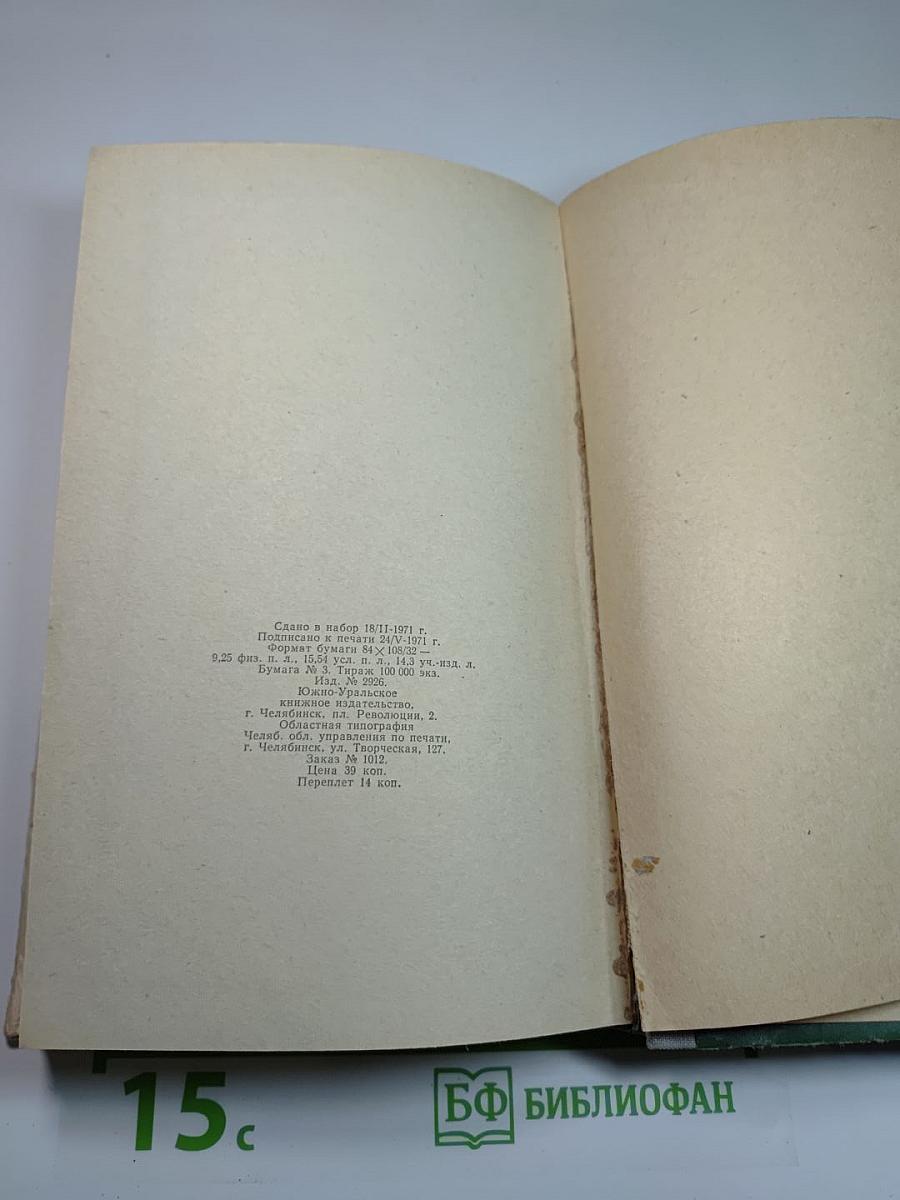 Сдано в набор 18/II-1971 г.
Подписано к печати 24/V-1971 г.
Формат бумаги 84×108/32 —
9,25 физ. п. л., 15,54 усл. п. л., 14,3 уч.-изд. л.
Бумага № 3. Тираж 100 000 экз.
Изд. № 2926.
Южно-Уральское
книжное издательство,
г. Челябинск, пл. Революции, 2.
Областная типография
Челяб. обл. управления по печати,
г. Челябинск, ул. Творческая, 127.
Заказ № 1012.
Цена 39 коп.
Переплет 14 коп.
15 с
БФ БИБЛИОФАН